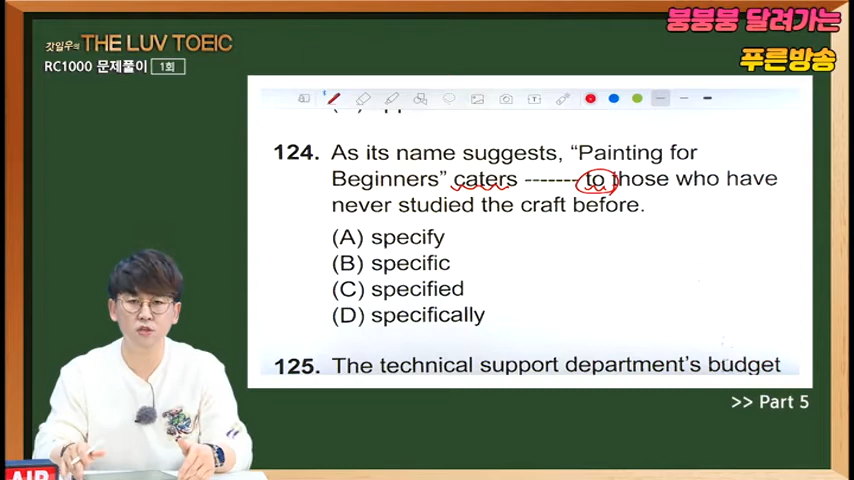 붕붕붕 달려가는
푸른방송
갓일우의 THE LUV TOEIC
RC1000 문제풀이 1회
124. As its name suggests, “Painting for
Beginners” caters ------- to those who have
never studied the craft before.
(A) specify
(B) specific
(C) specified
(D) specifically
125. The technical support department’s budget
>> Part 5